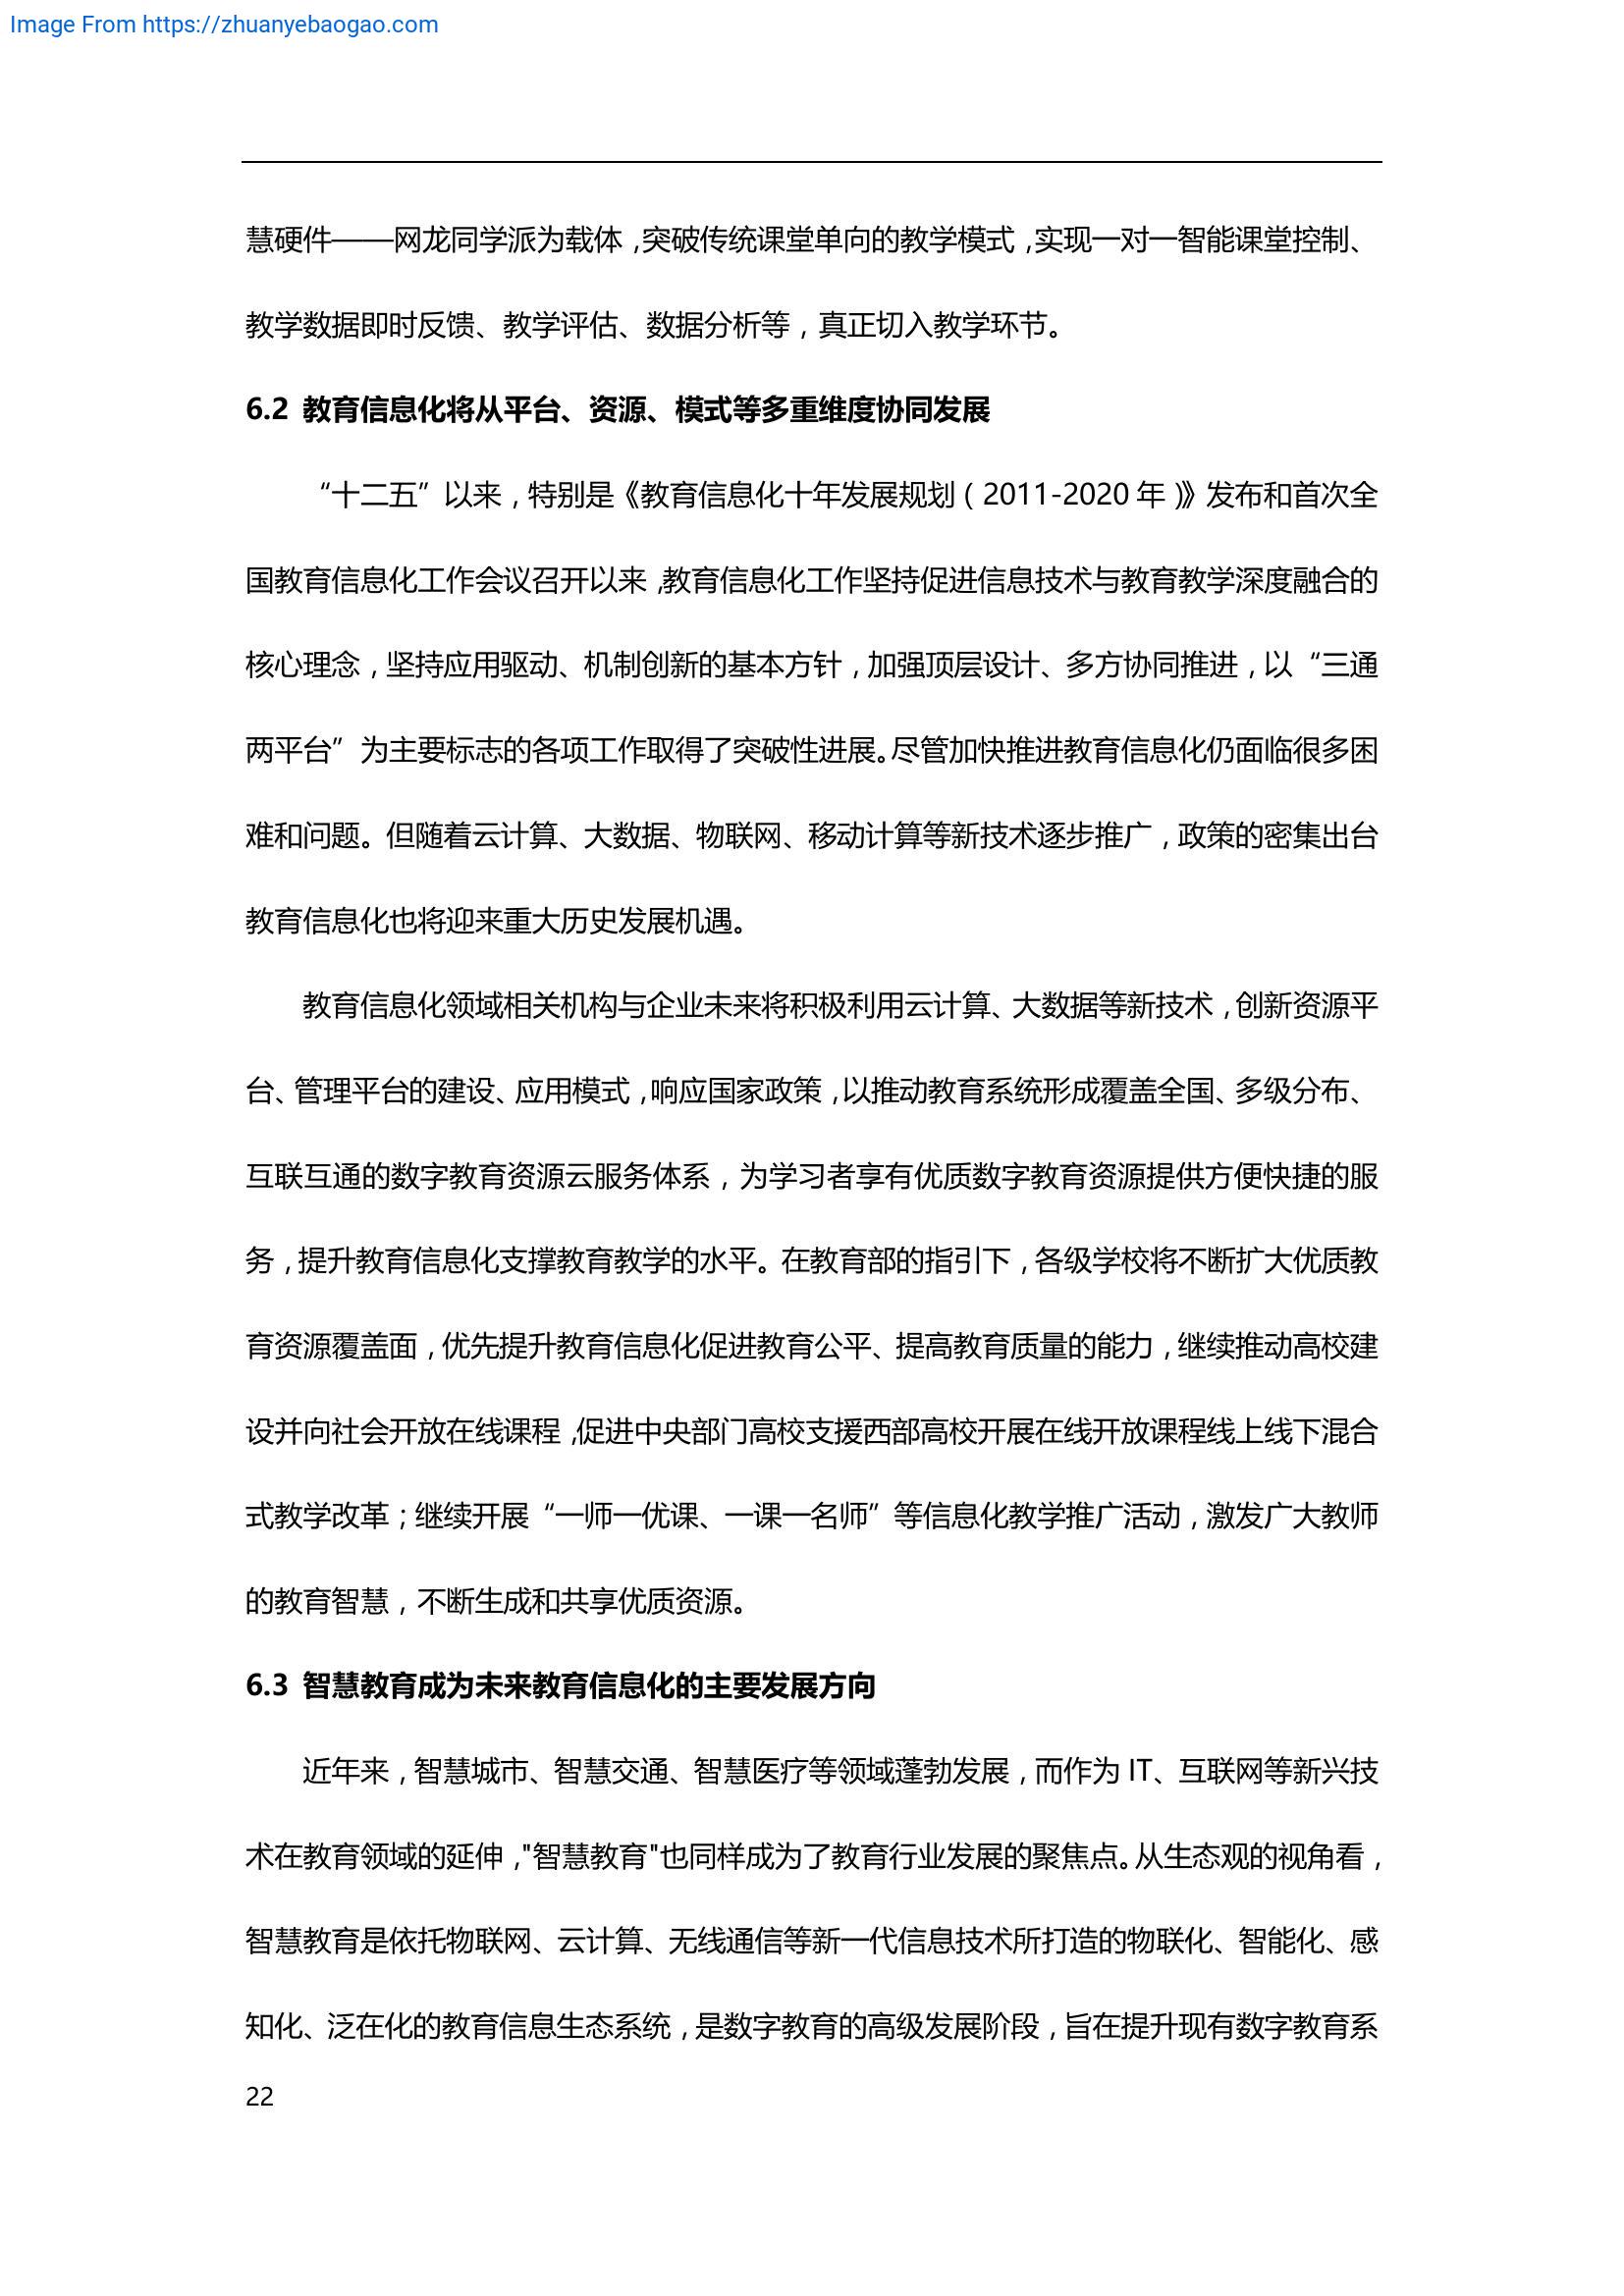 Image From https://zhuanyebaogao.com
慧硬件——网龙同学派为载体，突破传统课堂单向的教学模式，实现一对一智能课堂控制、
教学数据即时反馈、教学评估、数据分析等，真正切入教学环节。
6.2 教育信息化将从平台、资源、模式等多重维度协同发展
“十二五”以来，特别是《教育信息化十年发展规划（2011-2020 年）》发布和首次全
国教育信息化工作会议召开以来，教育信息化工作坚持促进信息技术与教育教学深度融合的
核心理念，坚持应用驱动、机制创新的基本方针，加强顶层设计、多方协同推进，以“三通
两平台”为主要标志的各项工作取得了突破性进展。尽管加快推进教育信息化仍面临很多困
难和问题。但随着云计算、大数据、物联网、移动计算等新技术逐步推广，政策的密集出台
教育信息化也将迎来重大历史发展机遇。
教育信息化领域相关机构与企业未来将积极利用云计算、大数据等新技术，创新资源平
台、管理平台的建设、应用模式，响应国家政策，以推动教育系统形成覆盖全国、多级分布、
互联互通的数字教育资源云服务体系，为学习者享有优质数字教育资源提供方便快捷的服
务，提升教育信息化支撑教育教学的水平。在教育部的指引下，各级学校将不断扩大优质教
育资源覆盖面，优先提升教育信息化促进教育公平、提高教育质量的能力，继续推动高校建
设并向社会开放在线课程，促进中央部门高校支援西部高校开展在线开放课程线上线下混合
式教学改革；继续开展“一师一优课、一课一名师”等信息化教学推广活动，激发广大教师
的教育智慧，不断生成和共享优质资源。
6.3 智慧教育成为未来教育信息化的主要发展方向
近年来，智慧城市、智慧交通、智慧医疗等领域蓬勃发展，而作为 IT、互联网等新兴技
术在教育领域的延伸，"智慧教育"也同样成为了教育行业发展的聚焦点。从生态观的视角看，
智慧教育是依托物联网、云计算、无线通信等新一代信息技术所打造的物联化、智能化、感
知化、泛在化的教育信息生态系统，是数字教育的高级发展阶段，旨在提升现有数字教育系
22